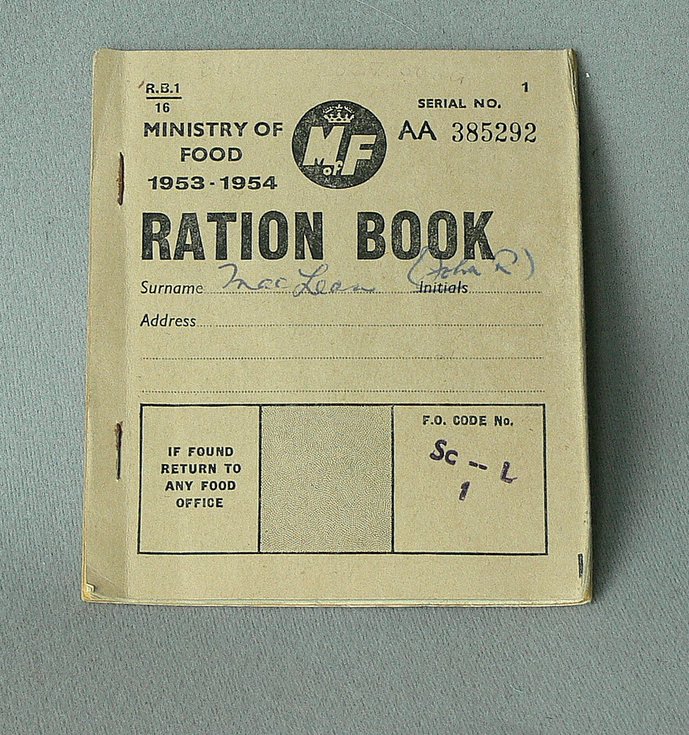 R.B.1
16
MINISTRY OF
FOOD
1953-1954
MofF
1
SERIAL NO.
AA 385292
RATION BOOK
Surname MacLean (John R) Initials
Address
IF FOUND
RETURN TO
ANY FOOD
OFFICE
F.O. CODE No.
Sc -- L
1